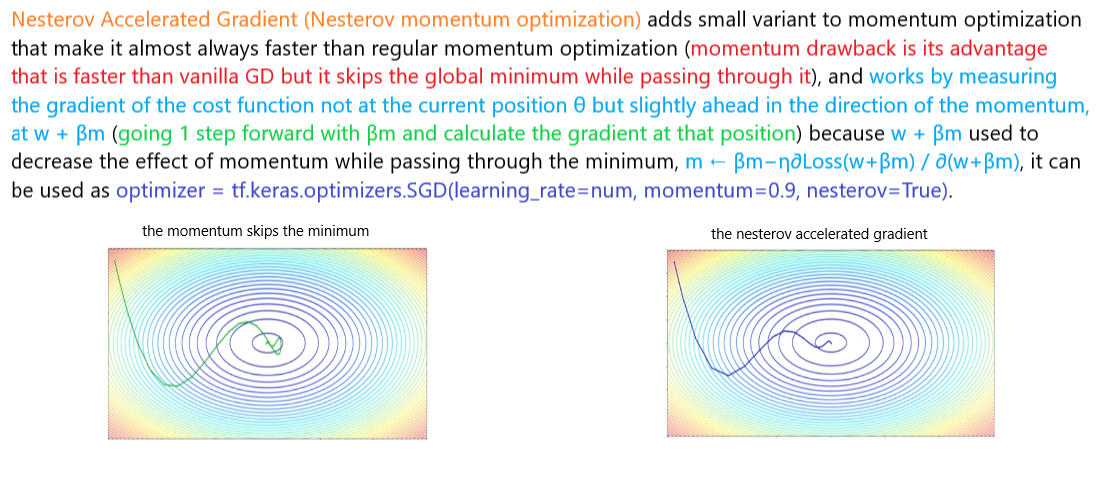 Nesterov Accelerated Gradient (Nesterov momentum optimization) adds small variant to momentum optimization
that make it almost always faster than regular momentum optimization (momentum drawback is its advantage
that is faster than vanilla GD but it skips the global minimum while passing through it), and works by measuring
the gradient of the cost function not at the current position θ but slightly ahead in the direction of the momentum,
at w + βm (going 1 step forward with βm and calculate the gradient at that position) because w + βm used to
decrease the effect of momentum while passing through the minimum, m ← βm−η∂Loss(w+βm) / ∂(w+βm), it can
be used as optimizer = tf.keras.optimizers.SGD(learning_rate=num, momentum=0.9, nesterov=True).
the momentum skips the minimum
the nesterov accelerated gradient